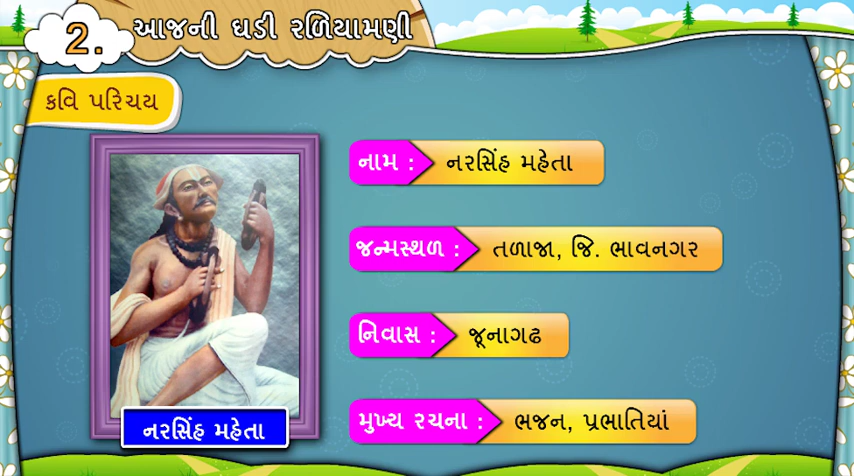 2. આજની ઘડી રળિયામણી
કવિ પરિચય
નામ : નરસિંહ મહેતા
જન્મસ્થળ : તળાજા, જિ. ભાવનગર
નિવાસ : જૂનાગઢ
મુખ્ય રચના : ભજન, પ્રભાતિયાં
નરસિંહ મહેતા